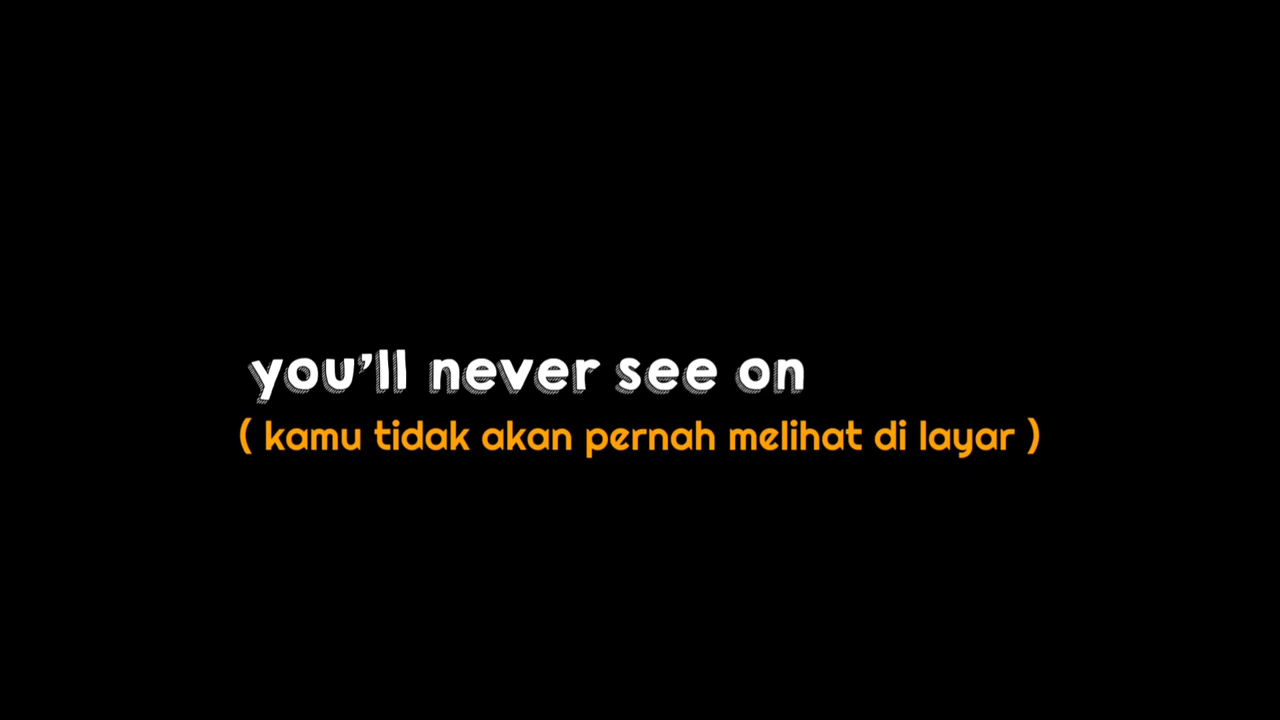 you'll never see on
( kamu tidak akan pernah melihat di layar )